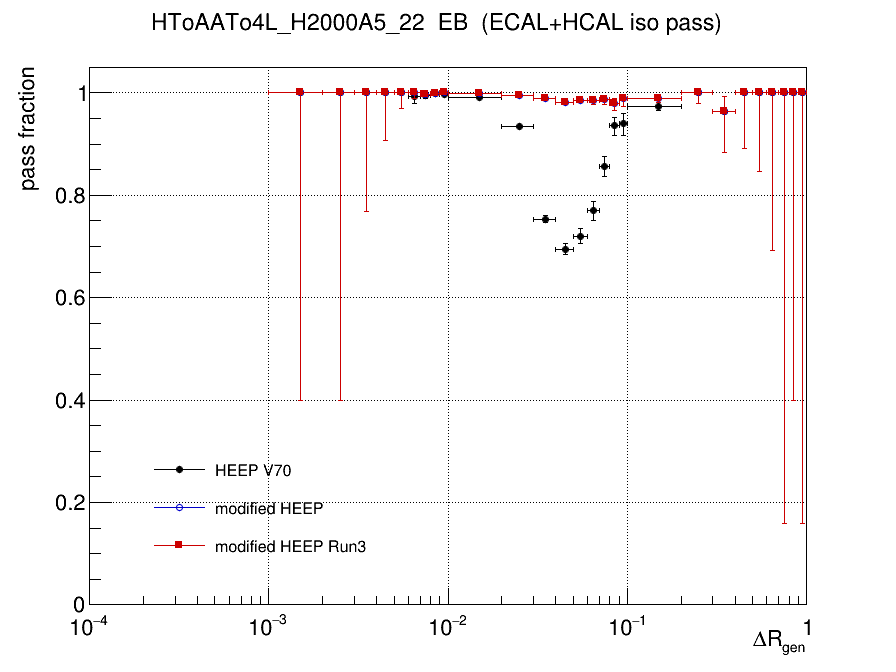 HToAATo4L_H2000A5_22 EB (ECAL+HCAL iso pass)
pass fraction
1
0.8
0.6
0.4
0.2
0
HEEP V70
modified HEEP
modified HEEP Run3
10⁻⁴ 10⁻³ 10⁻² 10⁻¹ 1
ΔR_gen